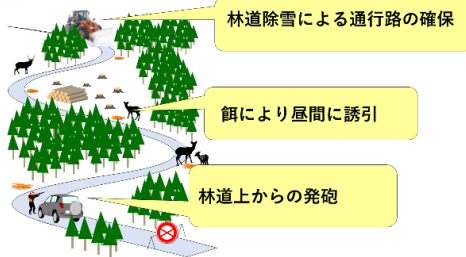 林道除雪による通行路の確保
餌により昼間に誘引
林道上からの発砲